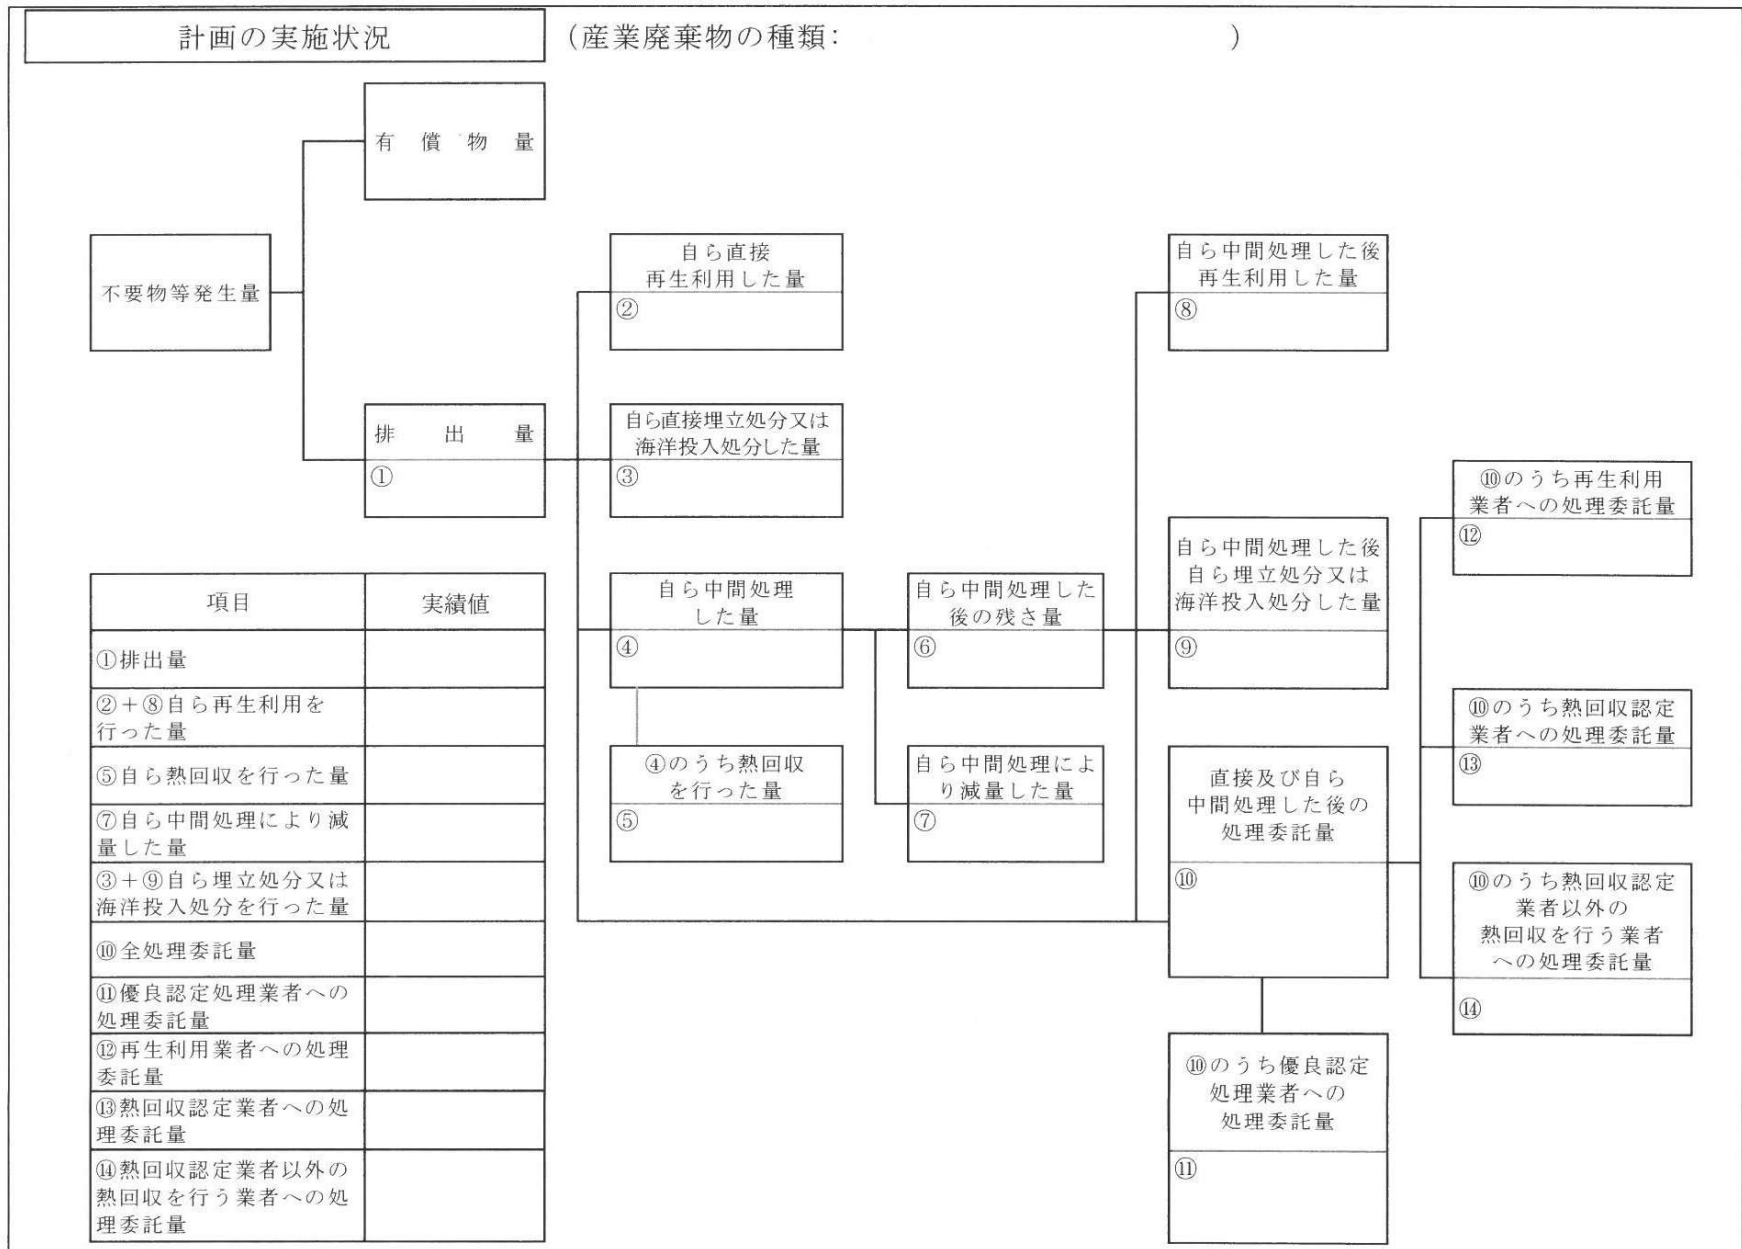 計画の実施状況
(産業廃棄物の種類: )
有償物量
不要物等発生量
排出量
①
自ら直接
再生利用した量
②
自ら直接埋立処分又は
海洋投入処分した量
③
自ら中間処理
した量
④
④のうち熱回収
を行った量
⑤
自ら中間処理した
後の残さ量
⑥
自ら中間処理によ
り減量した量
⑦
自ら中間処理した後
再生利用した量
⑧
自ら中間処理した後
自ら埋立処分又は
海洋投入処分した量
⑨
直接及び自ら
中間処理した後の
処理委託量
⑩
⑩のうち優良認定
処理業者への
処理委託量
⑪
⑩のうち再生利用
業者への処理委託量
⑫
⑩のうち熱回収認定
業者への処理委託量
⑬
⑩のうち熱回収認定
業者以外の
熱回収を行う業者
への処理委託量
⑭
項目 実績値
①排出量
②+⑧自ら再生利用を
行った量
⑤自ら熱回収を行った量
⑦自ら中間処理により減
量した量
③+⑨自ら埋立処分又は
海洋投入処分を行った量
⑩全処理委託量
⑪優良認定処理業者への
処理委託量
⑫再生利用業者への処理
委託量
⑬熱回収認定業者への処
理委託量
⑭熱回収認定業者以外の
熱回収を行う業者への処
理委託量